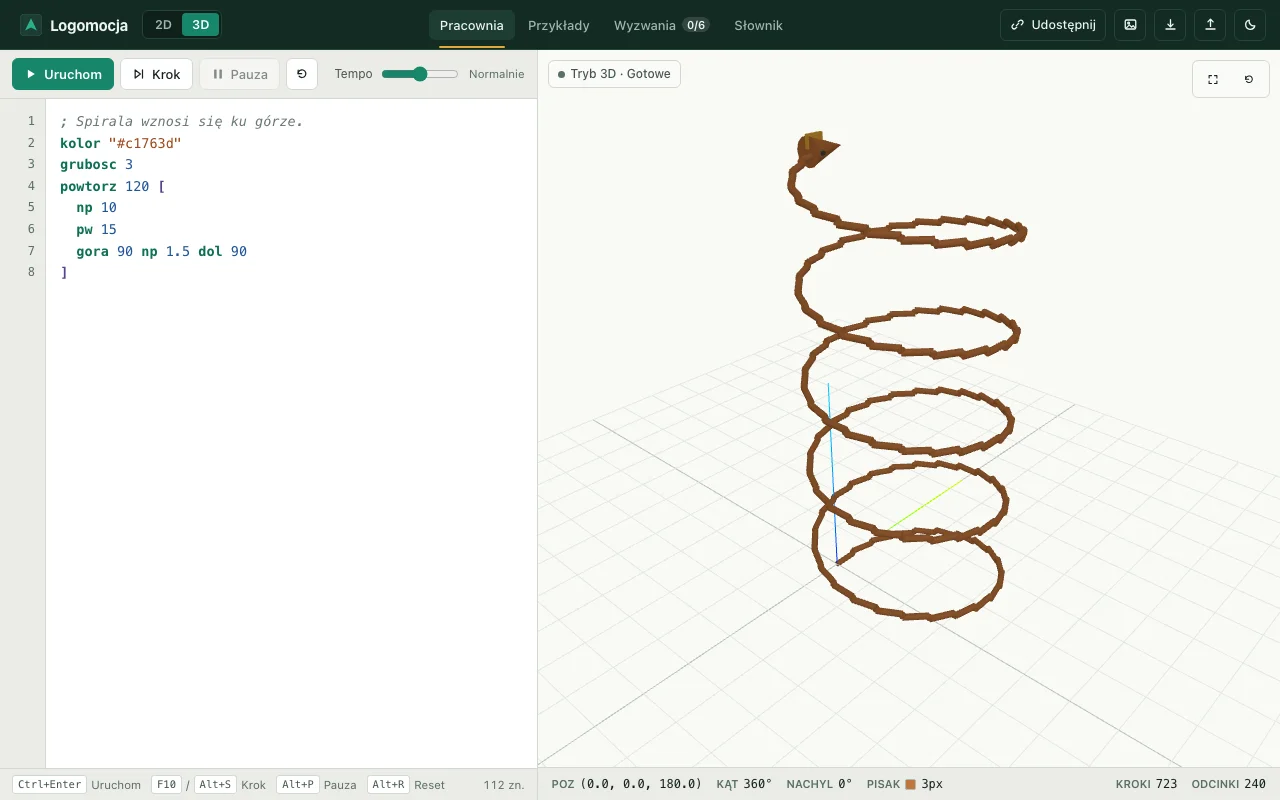 Logomocja 2D 3D Pracownia Przykłady Wyzwania 0/6 Słownik Udostępnij
Uruchom Krok Pauza Tempo Normalnie
Tryb 3D · Gotowe
1 ; Spirala wznosi się ku górze.
2 kolor "#c1763d"
3 grubosc 3
4 powtorz 120 [
5 np 10
6 pw 15
7 gora 90 np 1.5 dol 90
8 ]
Ctrl+Enter Uruchom F10 / Alt+S Krok Alt+P Pauza Alt+R Reset 112 zn.
POZ (0.0, 0.0, 180.0) KĄT 360° NACHYL 0° PISAK 3px KROKI 723 ODCINKI 240